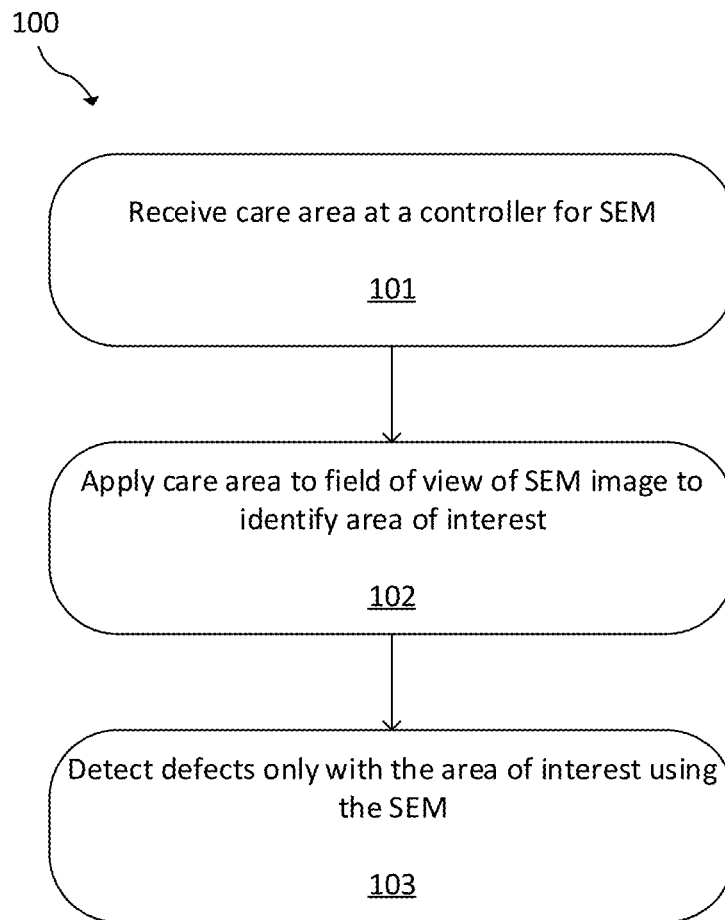 100
Receive care area at a controller for SEM
101
Apply care area to field of view of SEM image to
identify area of interest
102
Detect defects only with the area of interest using
the SEM
103